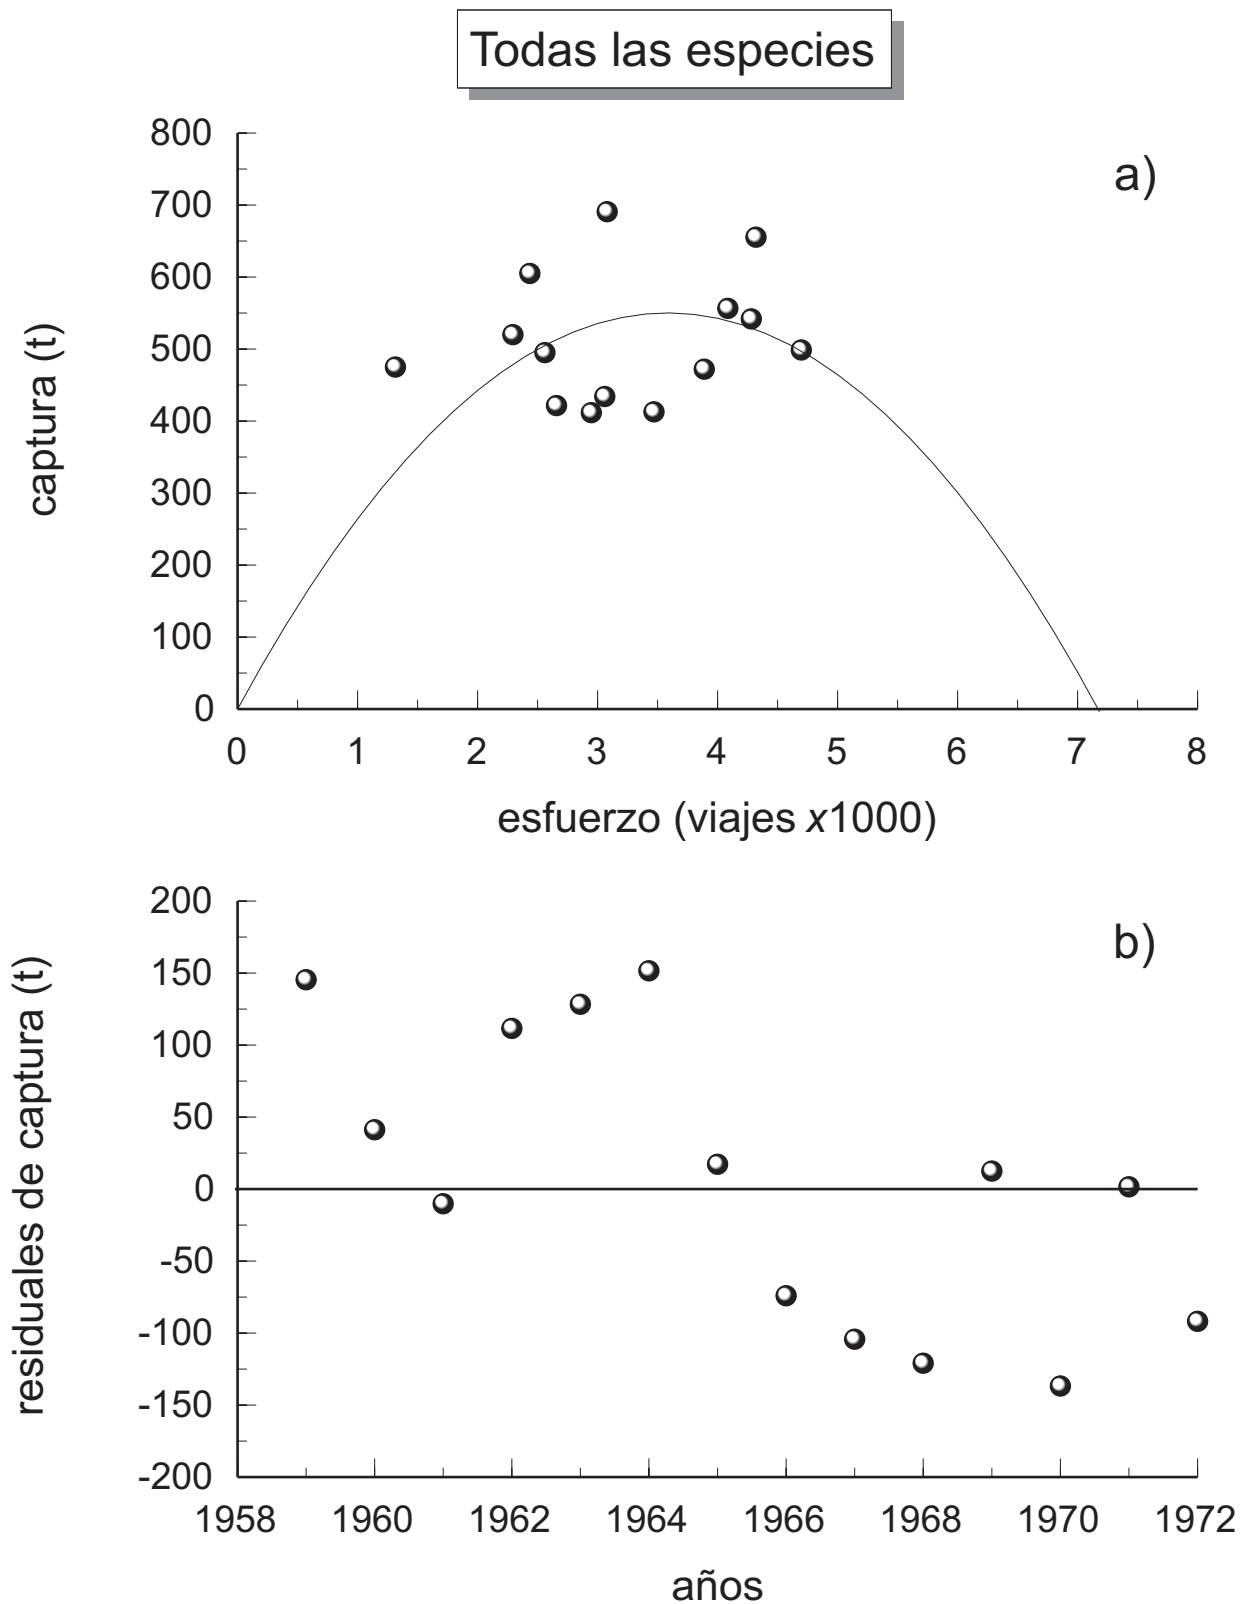 Todas las especies
a)
captura (t)
800
700
600
500
400
300
200
100
0
0 1 2 3 4 5 6 7 8
esfuerzo (viajes x1000)
b)
residuales de captura (t)
200
150
100
50
0
-50
-100
-150
-200
1958 1960 1962 1964 1966 1968 1970 1972
años